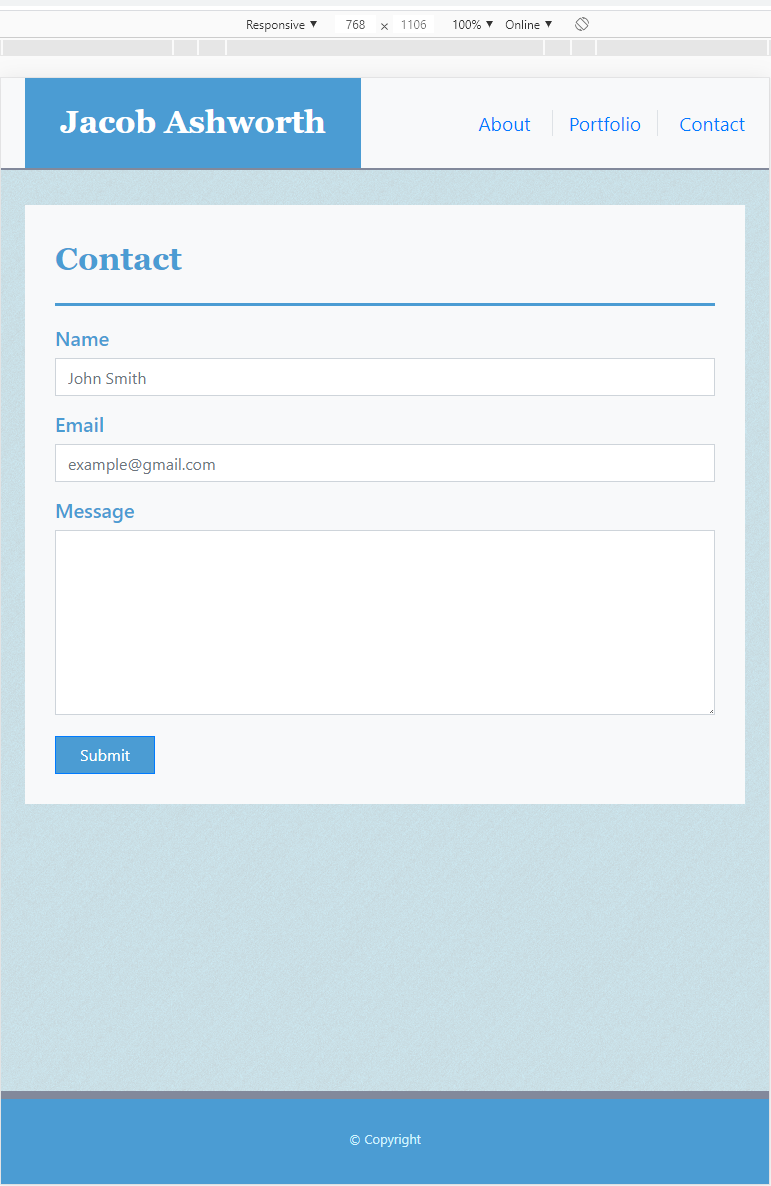 Responsive ▼ 768 × 1106 100% ▼ Online ▼
Jacob Ashworth
About Portfolio Contact
Contact
Name
John Smith
Email
example@gmail.com
Message
Submit
© Copyright